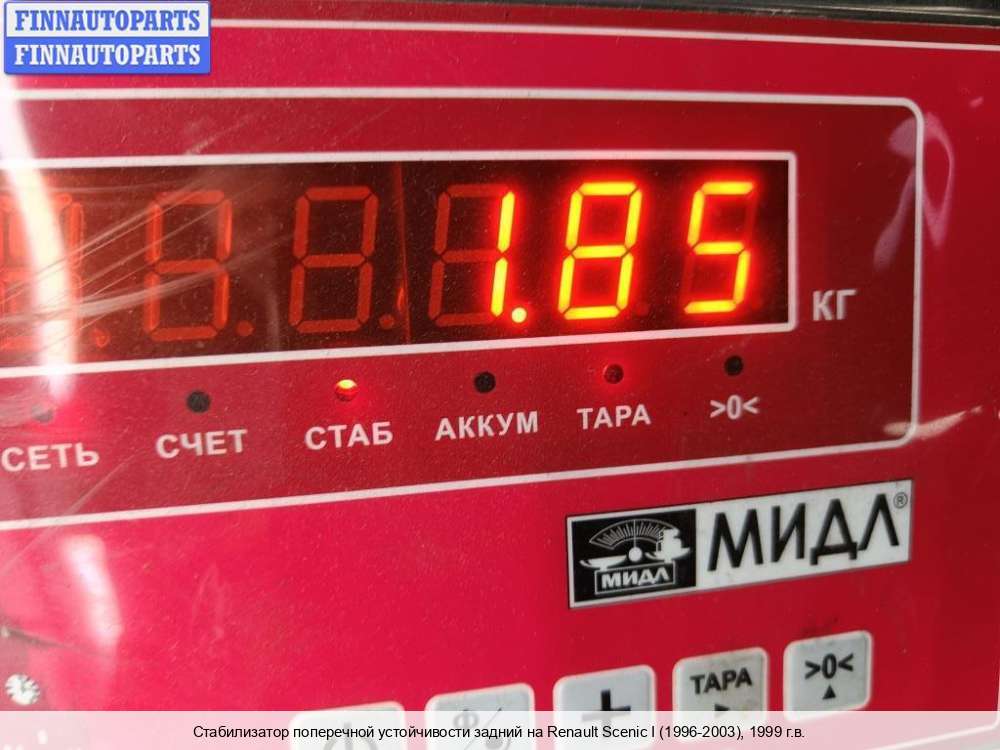 FINNAUTOPARTS
FINNAUTOPARTS
1.85
КГ
СЕТЬ СЧЕТ СТАБ АККУМ ТАРА >0<
МИДЛ®
МИДЛ
ТАРА >0<
+
Стабилизатор поперечной устойчивости задний на Renault Scenic I (1996-2003), 1999 г.в.